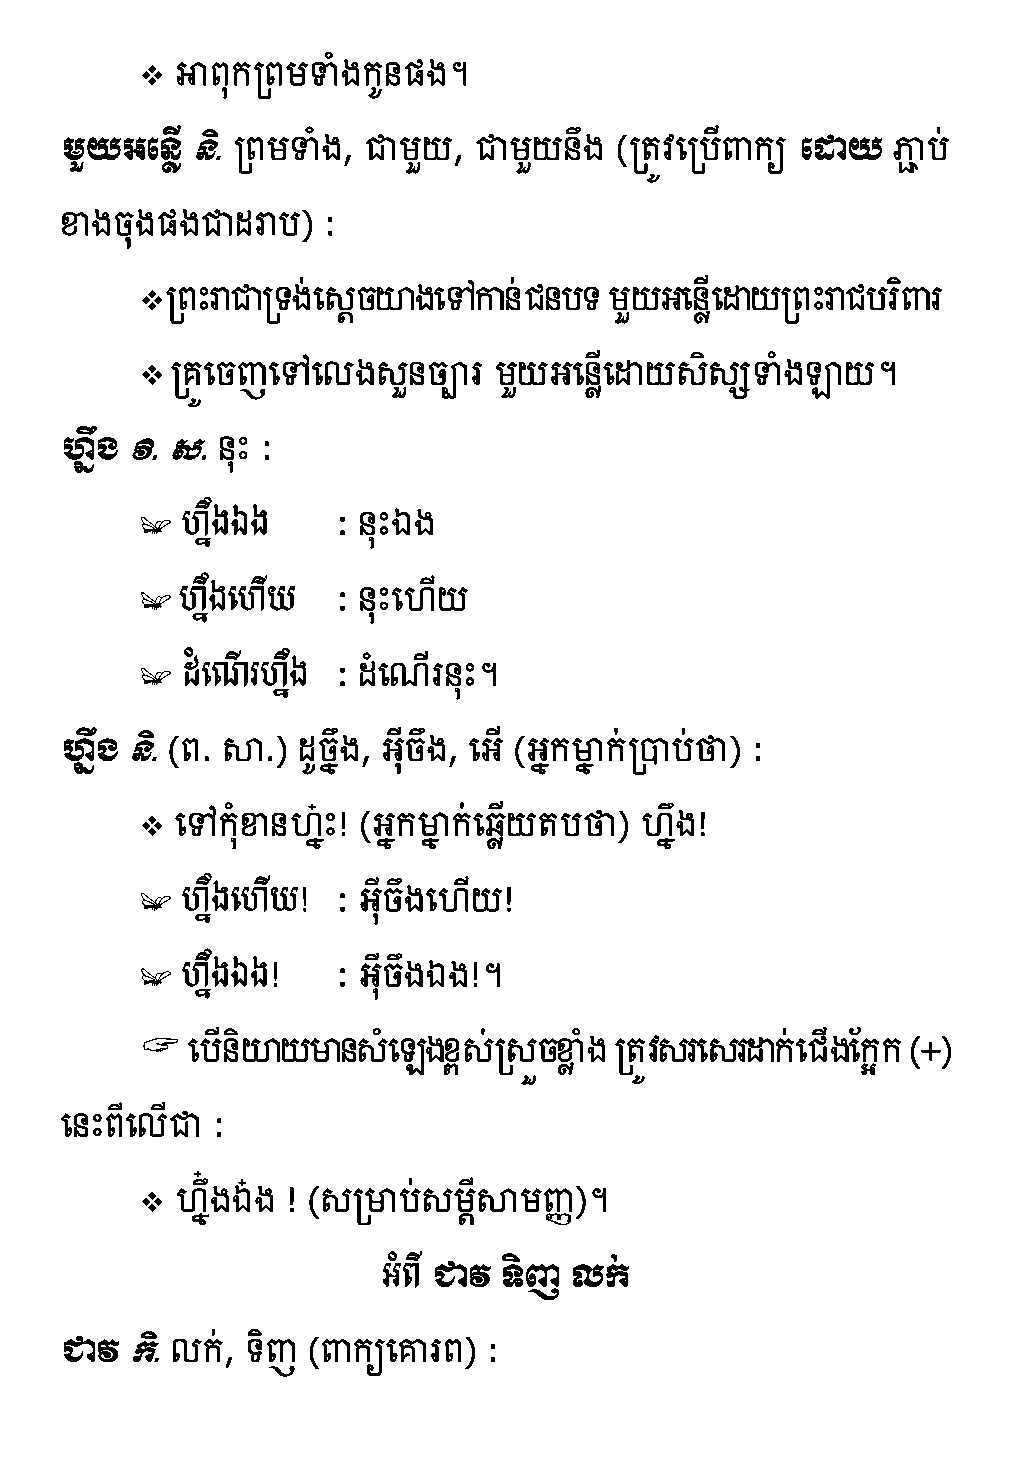 ❖ អាពុកព្រមទាំងកូនផង។
មួយអន្លើ និ. ព្រមទាំង, ជាមួយ, ជាមួយនឹង (ត្រូវប្រើពាក្យ ដោយ ភ្ជាប់
ខាងចុងផងជាដរាប) :
❖ព្រះរាជាទ្រង់ស្តេចយាងទៅកាន់ជនបទ មួយអន្លើដោយព្រះរាជបរិពារ
❖ គ្រូចេញទៅលេងសួនច្បារ មួយអន្លើដោយសិស្សទាំងឡាយ។
ហ្នឹង វ. ស. នុះ :
ហ្នឹងឯង : នុះឯង
ហ្នឹងហើយ : នុះហើយ
ដំណើរហ្នឹង : ដំណើរនុះ។
ហ្នឹង និ. (ព. សា.) ដូច្នឹង, អ៊ីចឹង, អើ (អ្នកម្នាក់ប្រាប់ថា) :
❖ ទៅកុំខានហ្ន៎ះ! (អ្នកម្នាក់ឆ្លើយតបថា) ហ្នឹង!
ហ្នឹងហើយ! : អ៊ីចឹងហើយ!
ហ្នឹងឯង! : អ៊ីចឹងឯង!។
☞ បើនិយាយមានសំឡេងខ្ពស់ស្រួចខ្លាំង ត្រូវសរសេរដាក់ជើងក្អែក (+)
នេះពីលើជា :
❖ ហ្នឹ៎ងឯ៎ង ! (សម្រាប់សម្តីសាមញ្ញ)។
អំពី ជាវ ទិញ លក់
ជាវ កិ. លក់, ទិញ (ពាក្យគោរព) :